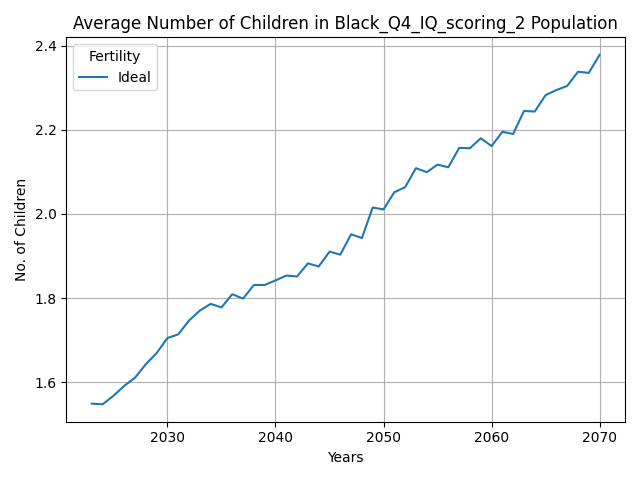 Average Number of Children in Black_Q4_IQ_scoring_2 Population
Fertility
Ideal
No. of Children
2.4
2.2
2.0
1.8
1.6
2030 2040 2050 2060 2070
Years